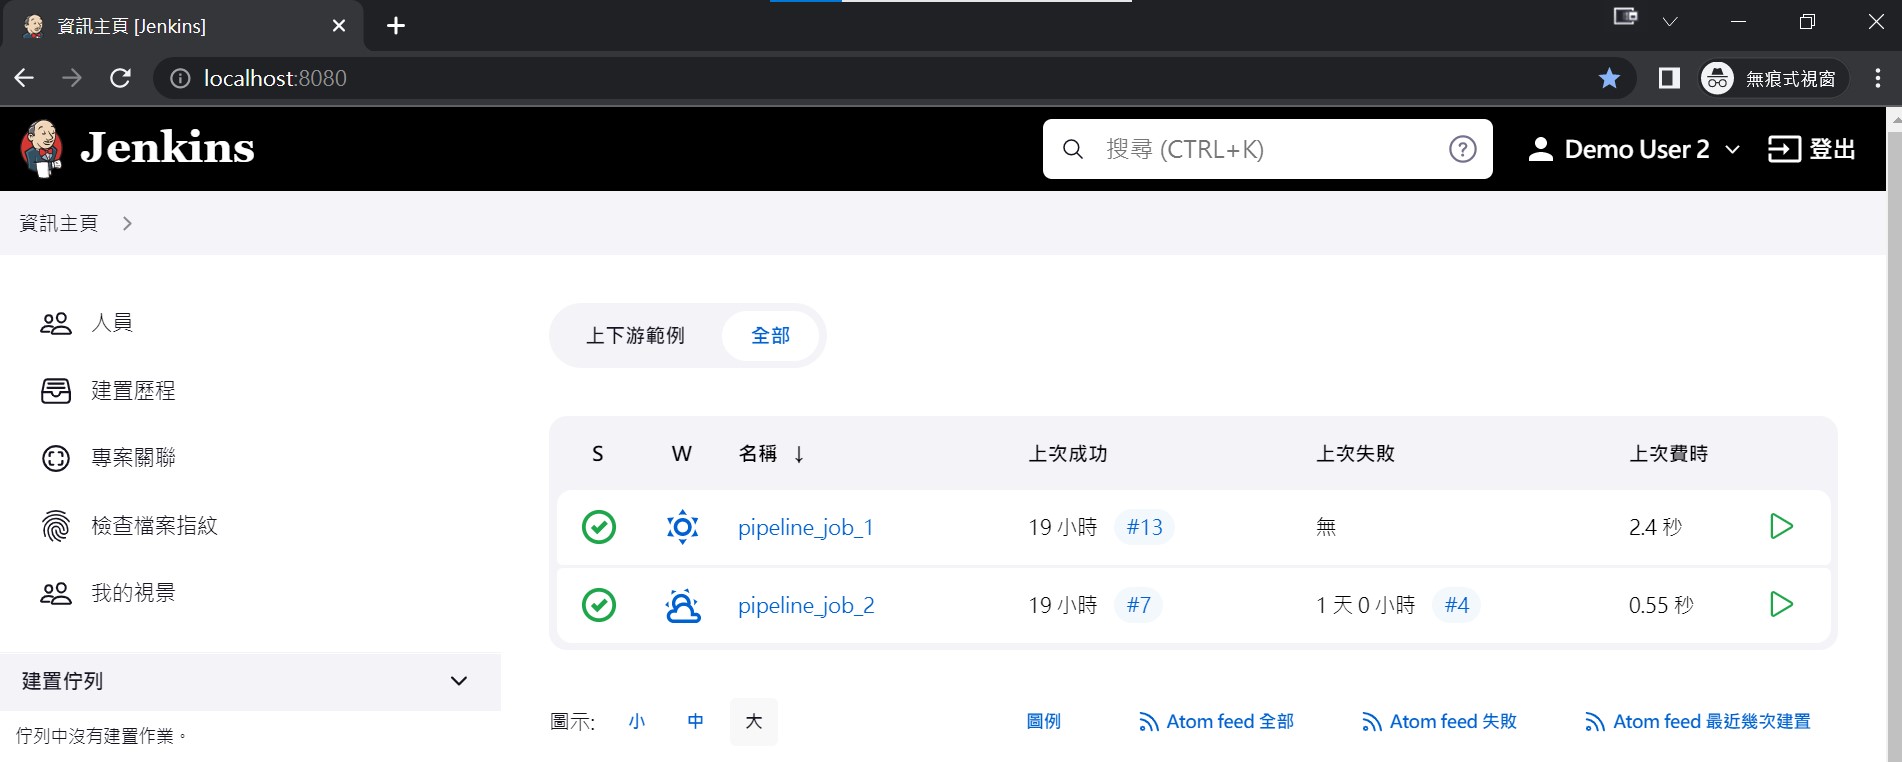 資訊主頁 [Jenkins]
localhost:8080
無痕式視窗
Jenkins
搜尋 (CTRL+K)
Demo User 2
登出
資訊主頁
人員
建置歷程
專案關聯
檢查檔案指紋
我的視景
建置佇列
佇列中沒有建置作業。
上下游範例 全部
S W 名稱 ↓ 上次成功 上次失敗 上次費時
pipeline_job_1 19 小時 #13 無 2.4 秒
pipeline_job_2 19 小時 #7 1 天 0 小時 #4 0.55 秒
圖示: 小 中 大 圖例 Atom feed 全部 Atom feed 失敗 Atom feed 最近幾次建置